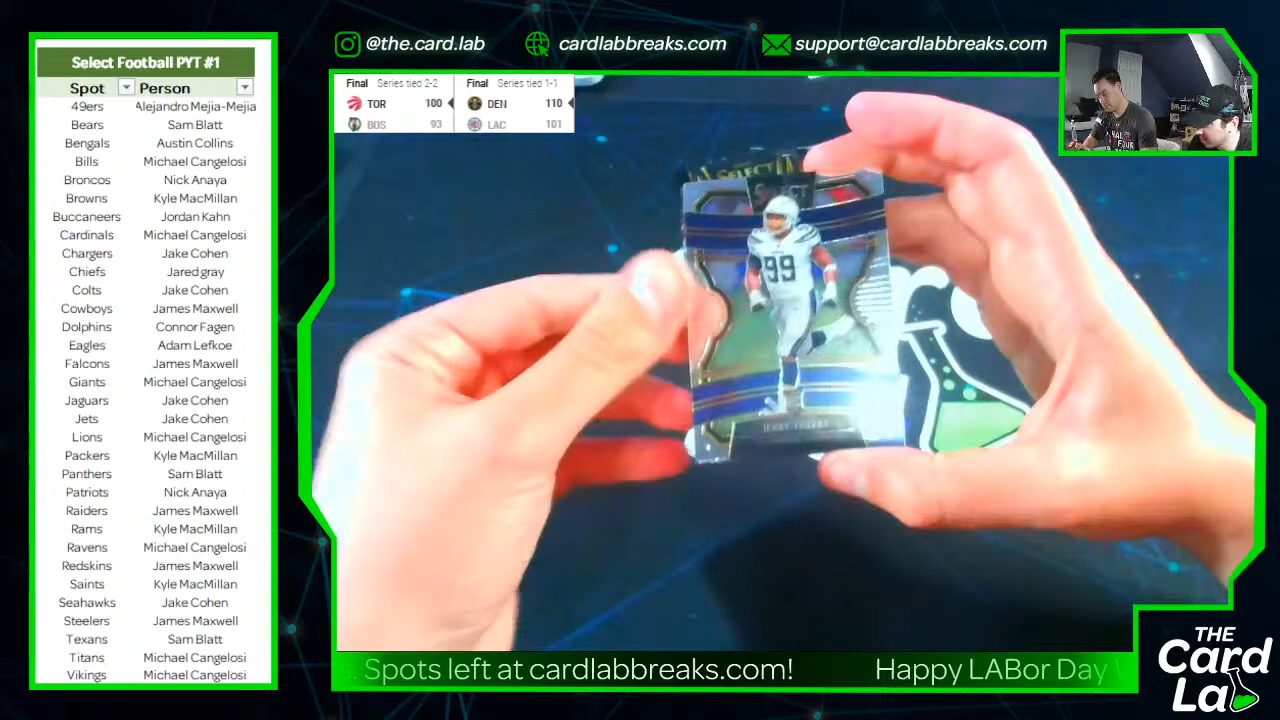 @the.card.lab
cardlabbreaks.com
support@cardlabbreaks.com
Select Football PYT #1
Spot Person
49ers Alejandro Mejia-Mejia
Bears Sam Blatt
Bengals Austin Collins
Bills Michael Cangelosi
Broncos Nick Anaya
Browns Kyle MacMillan
Buccaneers Jordan Kahn
Cardinals Michael Cangelosi
Chargers Jake Cohen
Chiefs Jared gray
Colts Jake Cohen
Cowboys James Maxwell
Dolphins Connor Fagen
Eagles Adam Lefkoe
Falcons James Maxwell
Giants Michael Cangelosi
Jaguars Jake Cohen
Jets Jake Cohen
Lions Michael Cangelosi
Packers Kyle MacMillan
Panthers Sam Blatt
Patriots Nick Anaya
Raiders James Maxwell
Rams Kyle MacMillan
Ravens Michael Cangelosi
Redskins James Maxwell
Saints Kyle MacMillan
Seahawks Jake Cohen
Steelers James Maxwell
Texans Sam Blatt
Titans Michael Cangelosi
Vikings Michael Cangelosi
Final Series tied 2-2
TOR 100
BOS 93
Final Series tied 1-1
DEN 110
LAC 101
99
JERRY TILLERY
Spots left at cardlabbreaks.com!
Happy LABor Day
THE
Card
Lab